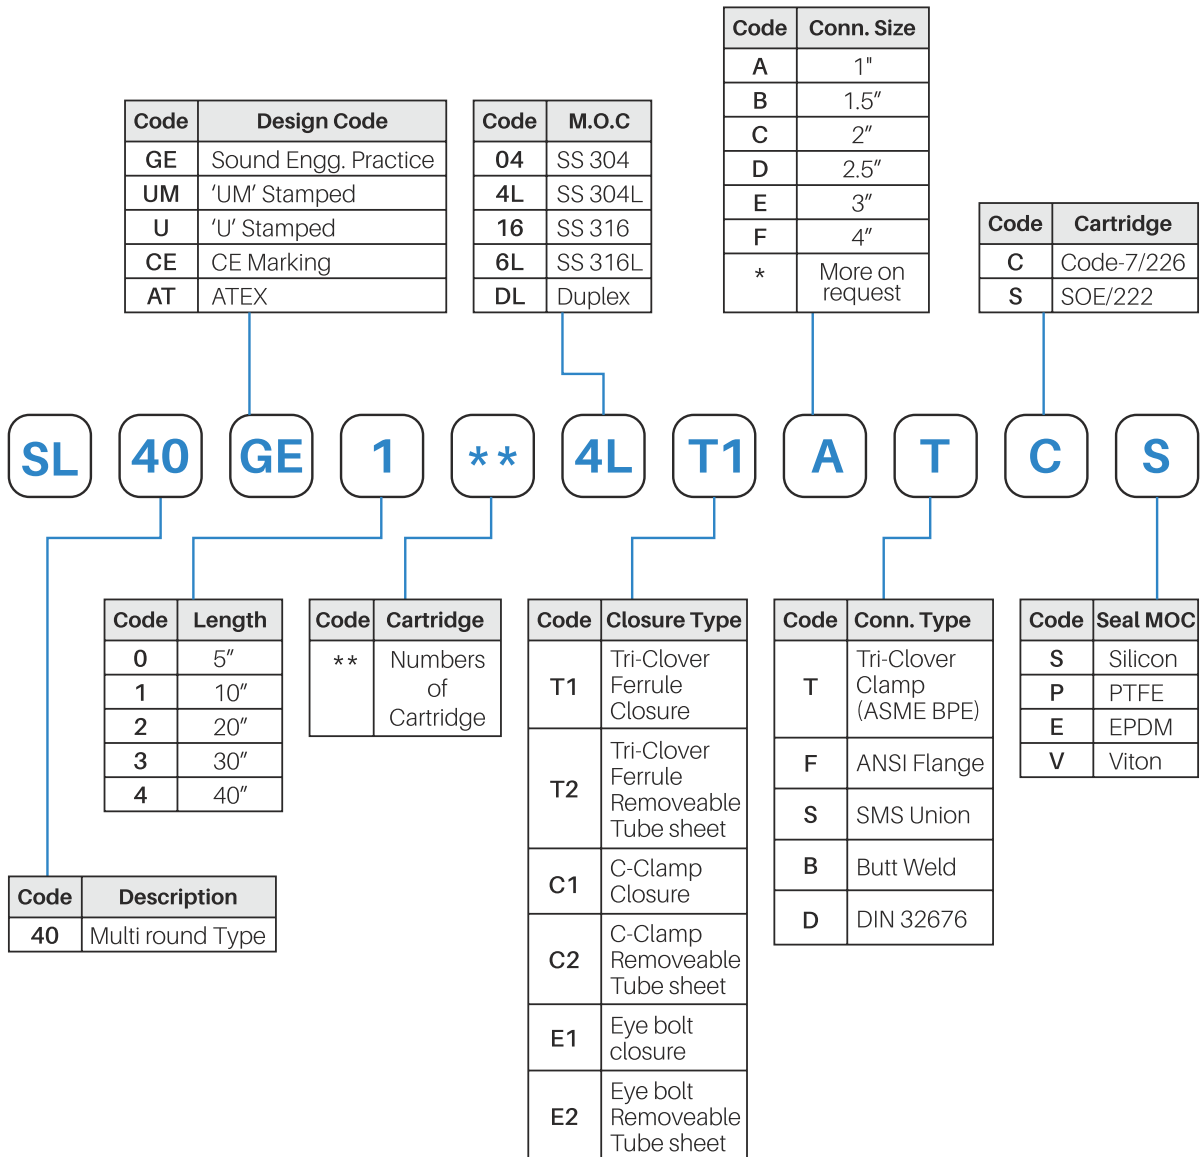 Code Conn. Size
A 1"
B 1.5”
C 2”
D 2.5”
E 3”
F 4”
* More on
request
Code Design Code
GE Sound Engg. Practice
UM ‘UM’ Stamped
U ‘U’ Stamped
CE CE Marking
AT ATEX
Code M.O.C
04 SS 304
4L SS 304L
16 SS 316
6L SS 316L
DL Duplex
Code Cartridge
C Code-7/226
S SOE/222
SL 40 GE 1 ** 4L T1 A T C S
Code Length
0 5”
1 10”
2 20”
3 30”
4 40”
Code Cartridge
** Numbers
of
Cartridge
Code Closure Type
T1 Tri-Clover
Ferrule
Closure
T2 Tri-Clover
Ferrule
Removeable
Tube sheet
C1 C-Clamp
Closure
C2 C-Clamp
Removeable
Tube sheet
E1 Eye bolt
closure
E2 Eye bolt
Removeable
Tube sheet
Code Conn. Type
T Tri-Clover
Clamp
(ASME BPE)
F ANSI Flange
S SMS Union
B Butt Weld
D DIN 32676
Code Seal MOC
S Silicon
P PTFE
E EPDM
V Viton
Code Description
40 Multi round Type